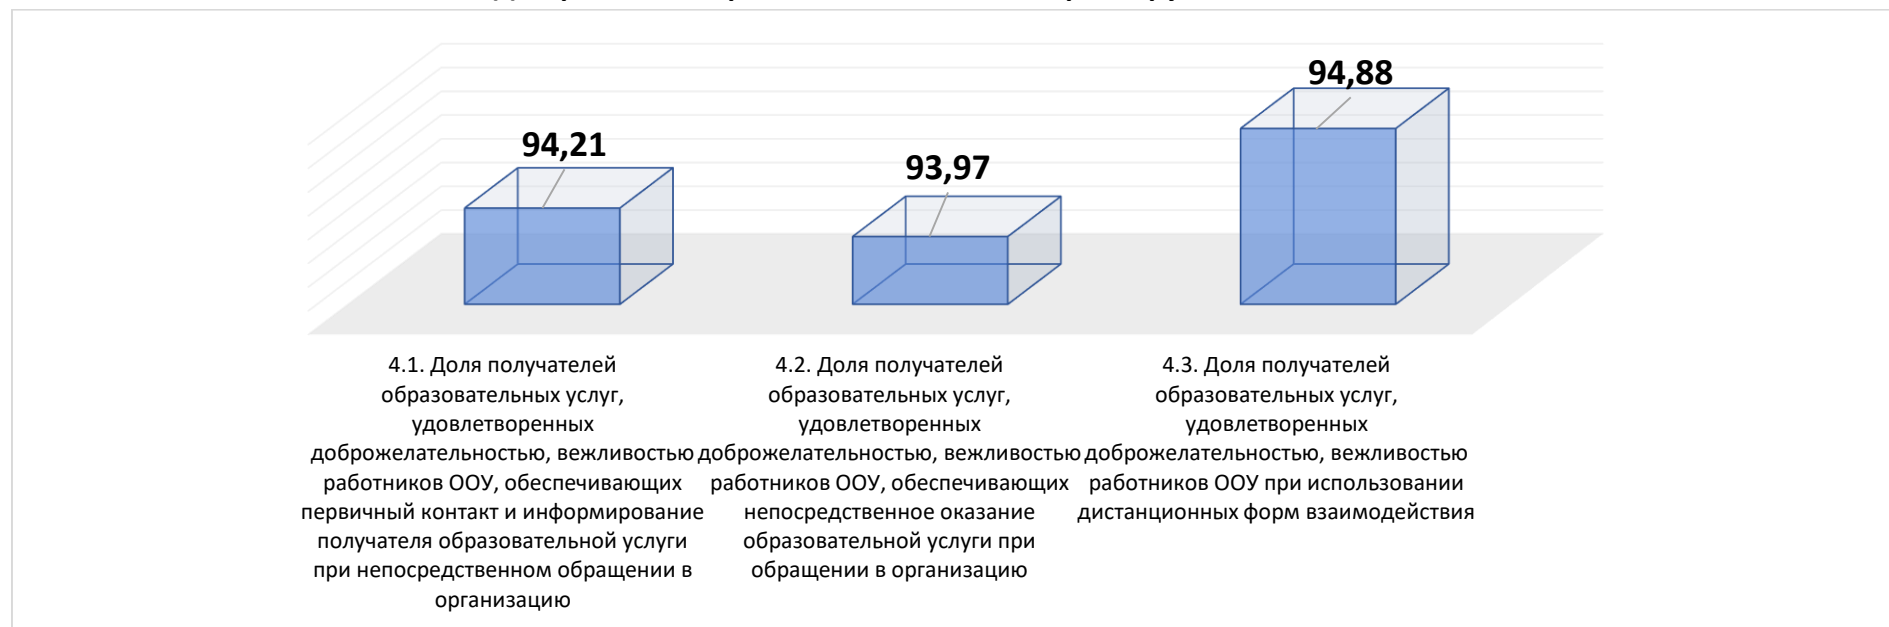 94,21
93,97
94,88
4.1. Доля получателей
образовательных услуг,
удовлетворенных
доброжелательностью, вежливостью
работников ООУ, обеспечивающих
первичный контакт и информирование
получателя образовательной услуги
при непосредственном обращении в
организацию
4.2. Доля получателей
образовательных услуг,
удовлетворенных
доброжелательностью, вежливостью
работников ООУ, обеспечивающих
непосредственное оказание
образовательной услуги при
обращении в организацию
4.3. Доля получателей
образовательных услуг,
удовлетворенных
доброжелательностью, вежливостью
работников ООУ при использовании
дистанционных форм взаимодействия